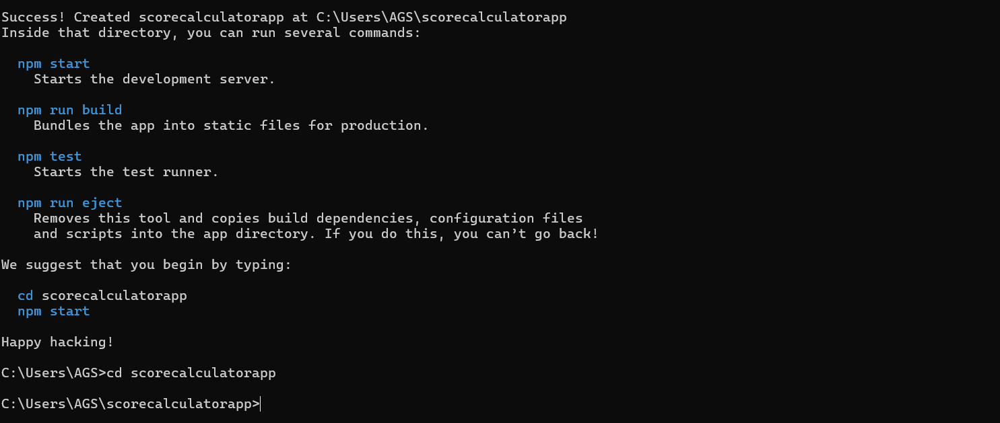 Success! Created scorecalculatorapp at C:\Users\AGS\scorecalculatorapp
Inside that directory, you can run several commands:
npm start
Starts the development server.
npm run build
Bundles the app into static files for production.
npm test
Starts the test runner.
npm run eject
Removes this tool and copies build dependencies, configuration files
and scripts into the app directory. If you do this, you can’t go back!
We suggest that you begin by typing:
cd scorecalculatorapp
npm start
Happy hacking!
C:\Users\AGS>cd scorecalculatorapp
C:\Users\AGS\scorecalculatorapp>